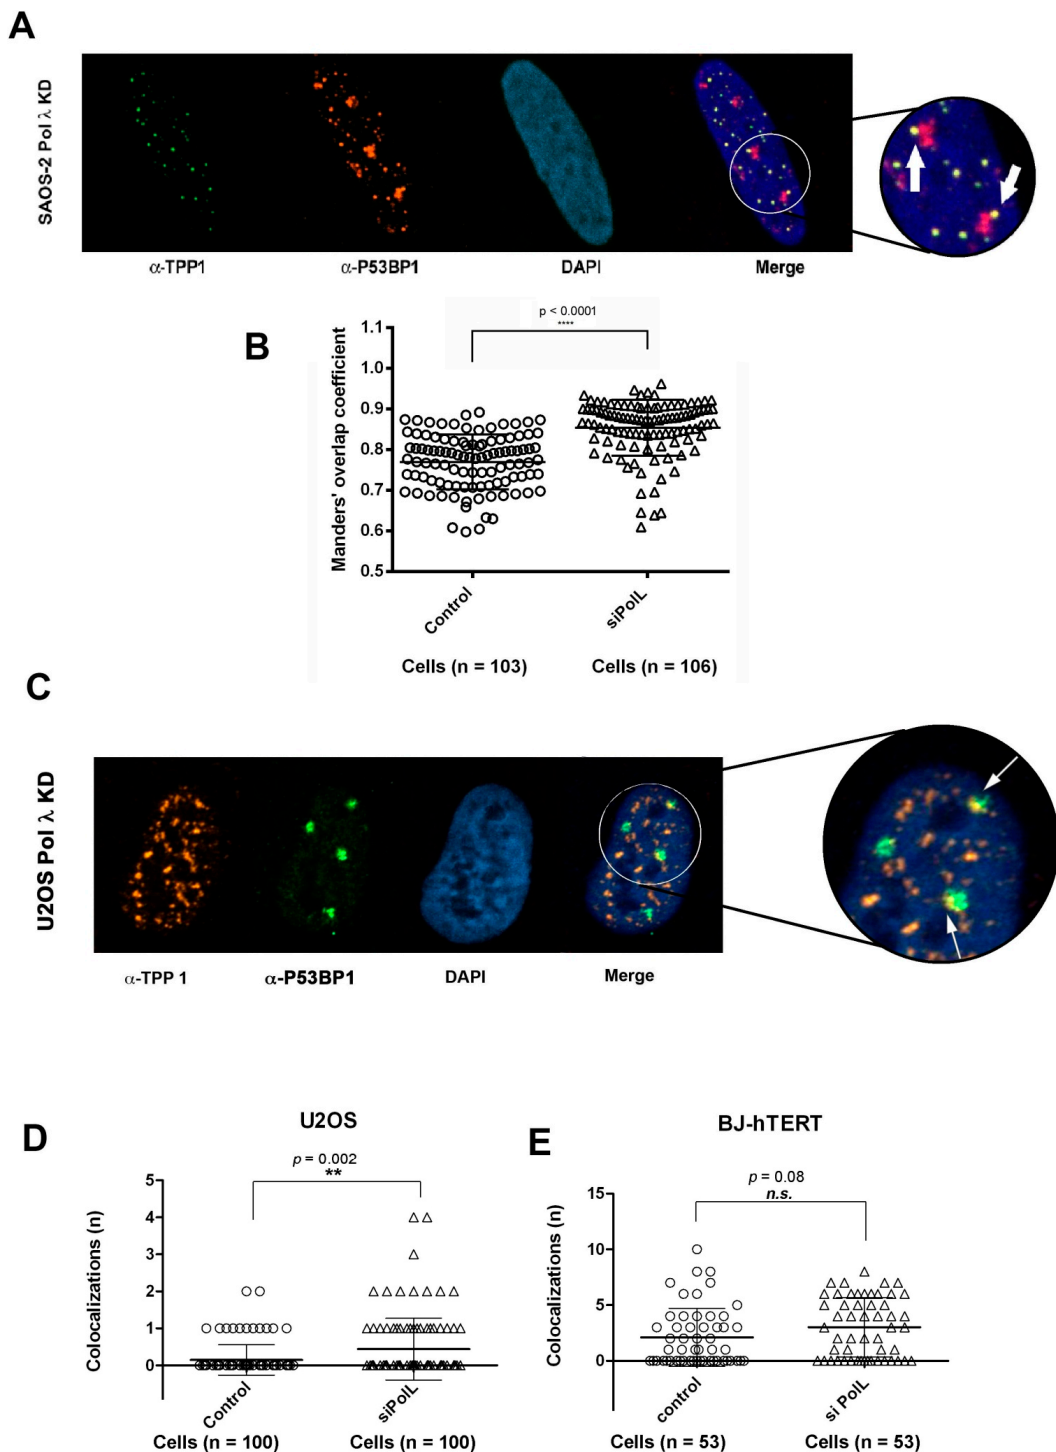 A
SAOS-2 Pol λ KD
α-TPP1
α-P53BP1
DAPI
Merge
B
p < 0.0001
****
Manders' overlap coefficient
1.1
1.0
0.9
0.8
0.7
0.6
0.5
Control
siPolL
Cells (n = 103)
Cells (n = 106)
C
U2OS Pol λ KD
α-TPP 1
α-P53BP1
DAPI
Merge
D
U2OS
p = 0.002
**
Colocalizations (n)
5
4
3
2
1
0
Control
siPolL
Cells (n = 100)
Cells (n = 100)
E
BJ-hTERT
p = 0.08
n.s.
Colocalizations (n)
15
10
5
0
control
si PolL
Cells (n = 53)
Cells (n = 53)